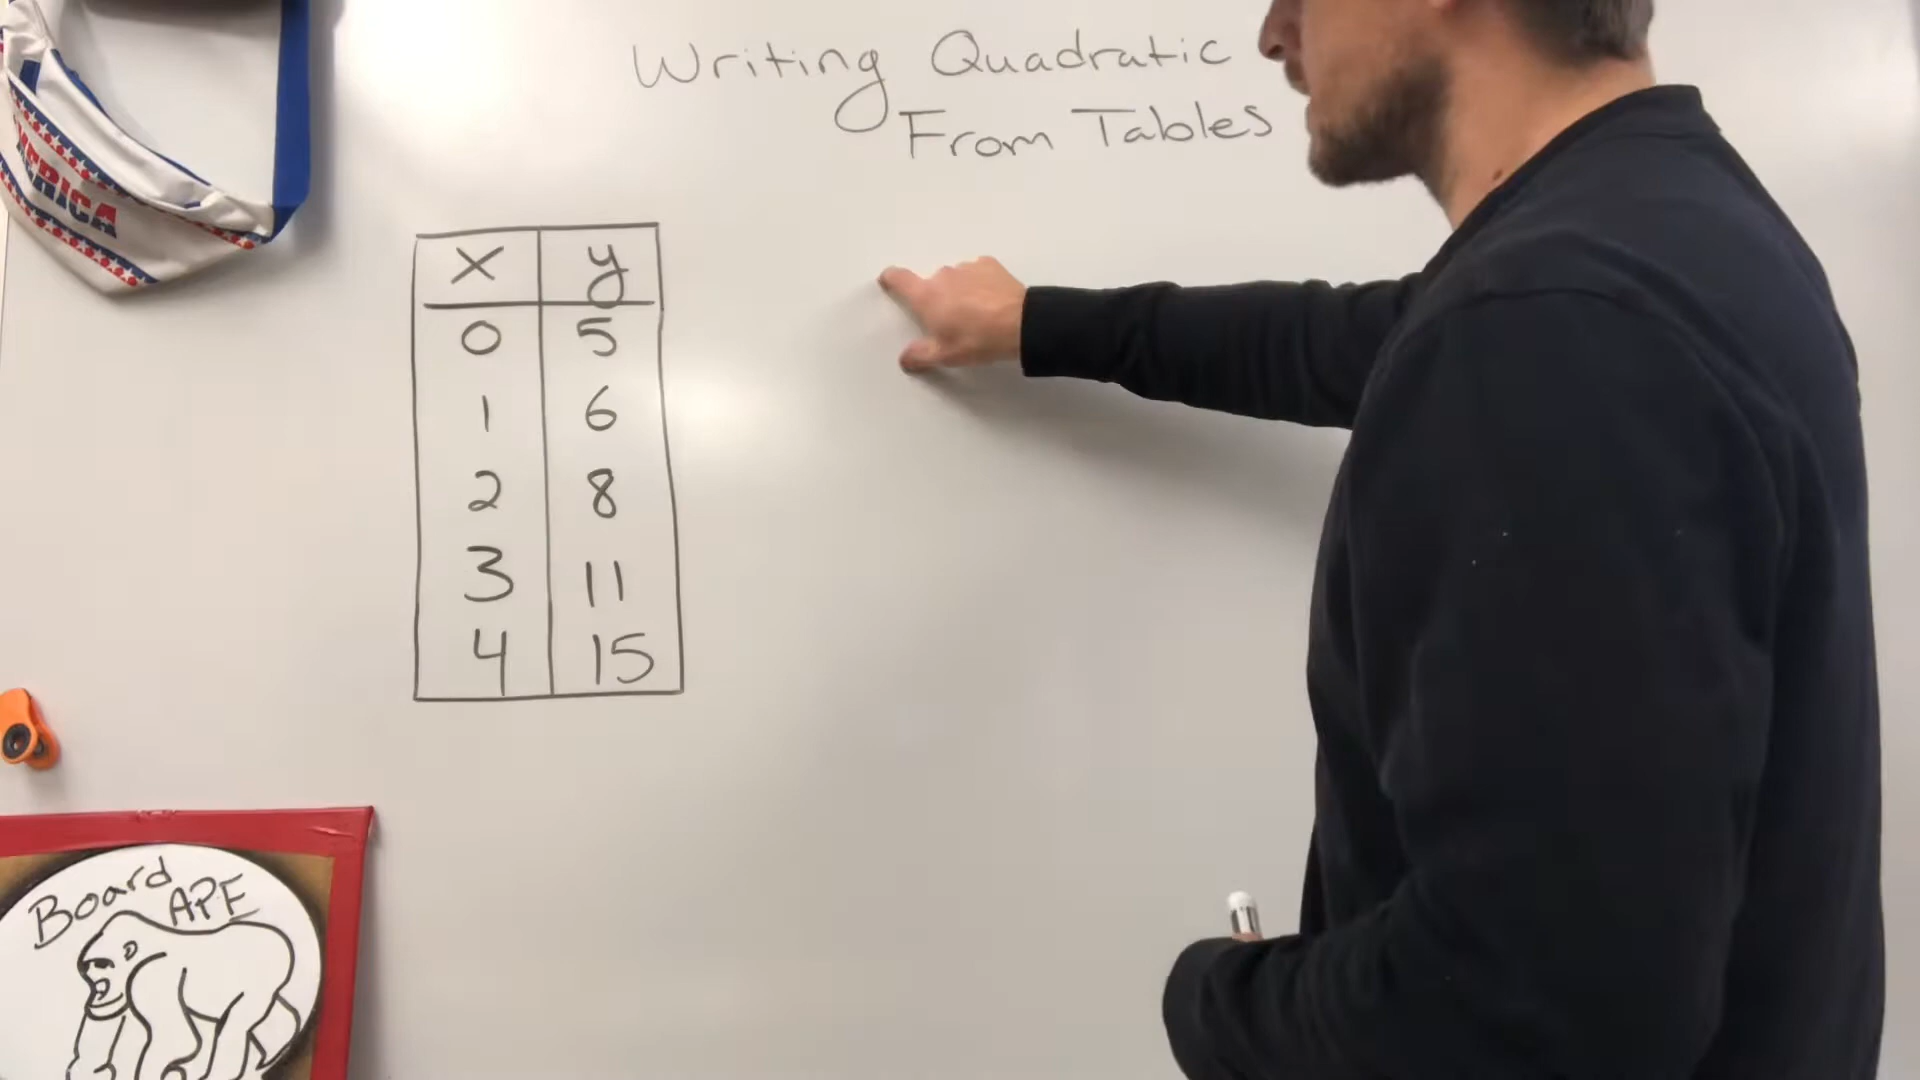 Writing Quadratic
From Tables
x y
0 5
1 6
2 8
3 11
4 15
Board
APE